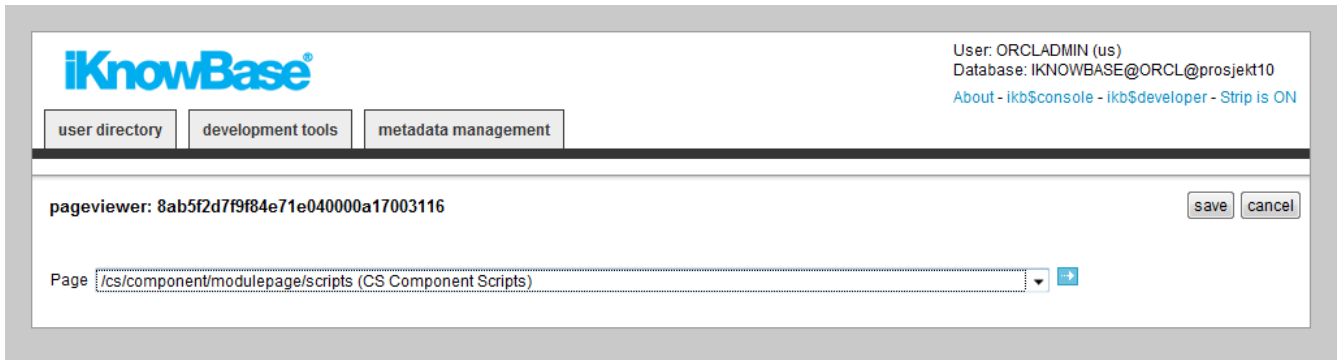 iKnowBase®
User: ORCLADMIN (us)
Database: IKNOWBASE@ORCL@prosjekt10
About - ikb$console - ikb$developer - Strip is ON
user directory development tools metadata management
pageviewer: 8ab5f2d7f9f84e71e040000a17003116 save cancel
Page /cs/component/modulepage/scripts (CS Component Scripts)